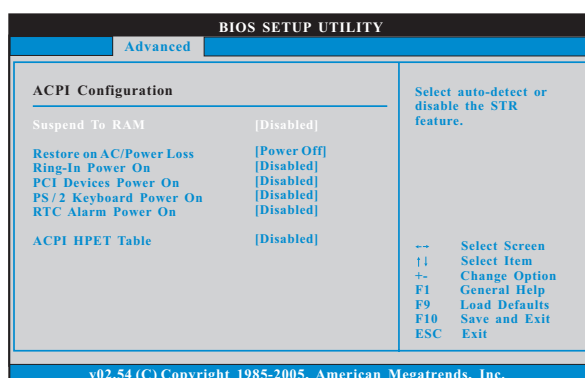 BIOS SETUP UTILITY
Advanced
ACPI Configuration
Suspend To RAM [Disabled]
Restore on AC/Power Loss [Power Off]
Ring-In Power On [Disabled]
PCI Devices Power On [Disabled]
PS/2 Keyboard Power On [Disabled]
RTC Alarm Power On [Disabled]
ACPI HPET Table [Disabled]
Select auto-detect or
disable the STR
feature.
←→ Select Screen
↑↓ Select Item
+- Change Option
F1 General Help
F9 Load Defaults
F10 Save and Exit
ESC Exit
v02.54 (C) Copyright 1985-2005, American Megatrends, Inc.